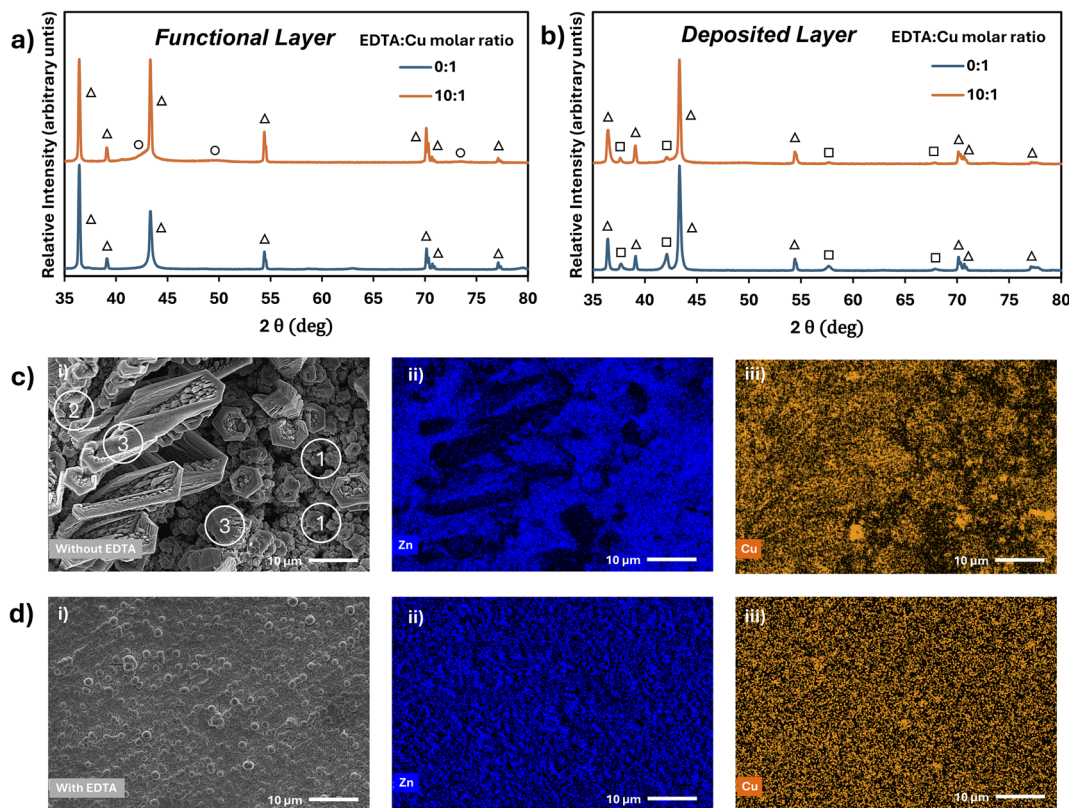 a)
Functional Layer
EDTA:Cu molar ratio
0:1
10:1
Relative Intensity (arbitrary untis)
35 40 45 50 55 60 65 70 75 80
2 θ (deg)
b)
Deposited Layer
EDTA:Cu molar ratio
0:1
10:1
Relative Intensity (arbitrary untis)
35 40 45 50 55 60 65 70 75 80
2 θ (deg)
c)
i)
2
3
1
3
1
Without EDTA
10 µm
ii)
Zn
10 µm
iii)
Cu
10 µm
d)
i)
With EDTA
10 µm
ii)
Zn
10 µm
iii)
Cu
10 µm